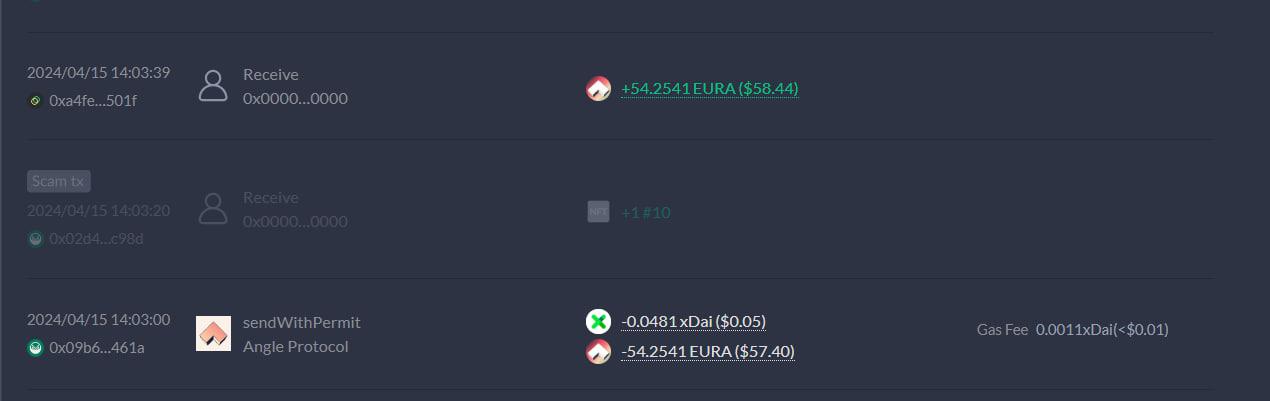 2024/04/15 14:03:39
0xa4fe...501f
Receive
0x0000...0000
+54.2541 EURA ($58.44)
Scam tx
2024/04/15 14:03:20
0x02d4...c98d
Receive
0x0000...0000
NFT
+1 #10
2024/04/15 14:03:00
0x09b6...461a
sendWithPermit
Angle Protocol
-0.0481 xDai ($0.05)
-54.2541 EURA ($57.40)
Gas Fee 0.0011xDai(<$0.01)